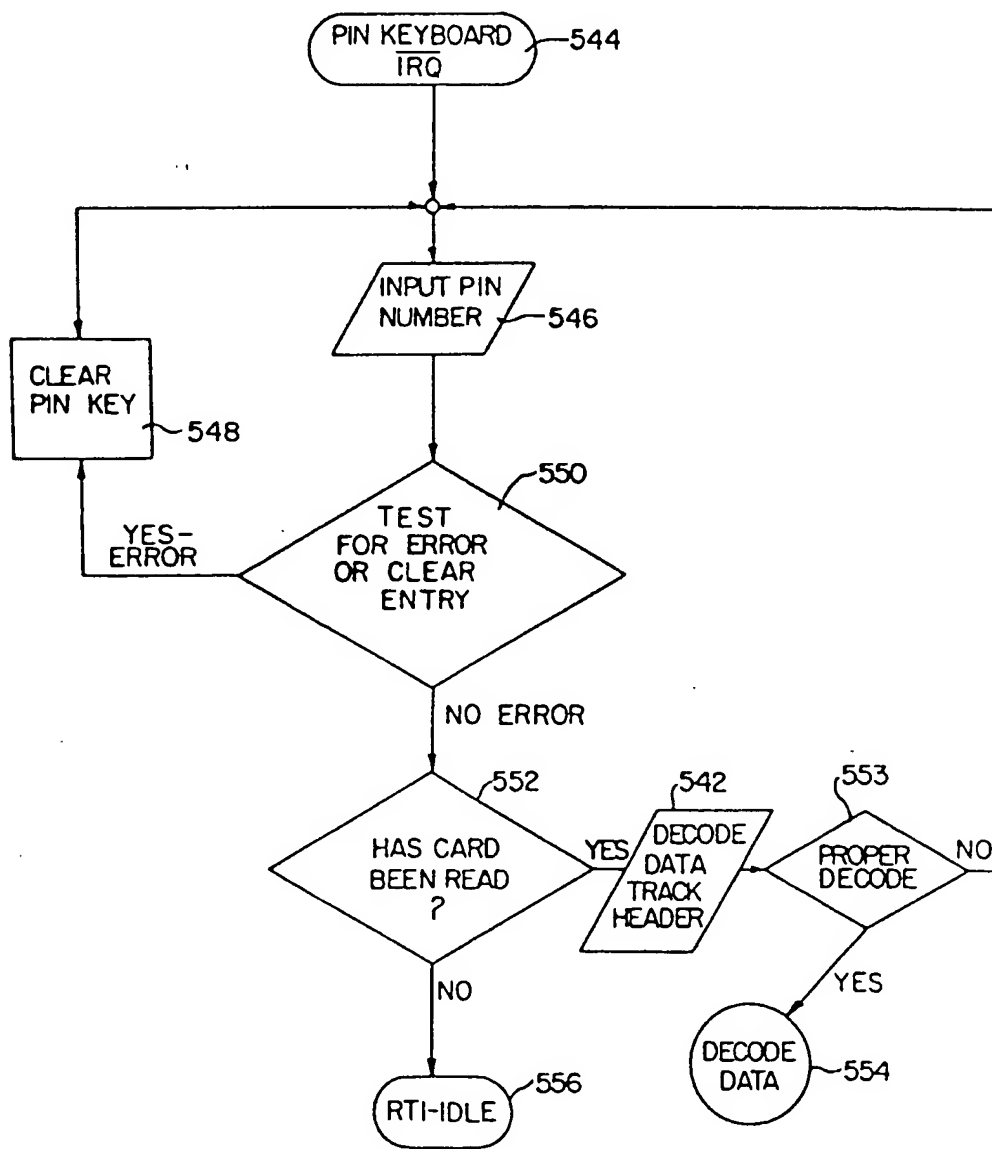 PIN KEYBOARD
IRQ
544
INPUT PIN
NUMBER
546
CLEAR
PIN KEY
548
550
TEST
FOR ERROR
OR CLEAR
ENTRY
YES-
ERROR
NO ERROR
552
HAS CARD
BEEN READ
?
YES
542
DECODE
DATA
TRACK
HEADER
553
PROPER
DECODE
NO
YES
NO
DECODE
DATA
554
RTI-IDLE
556